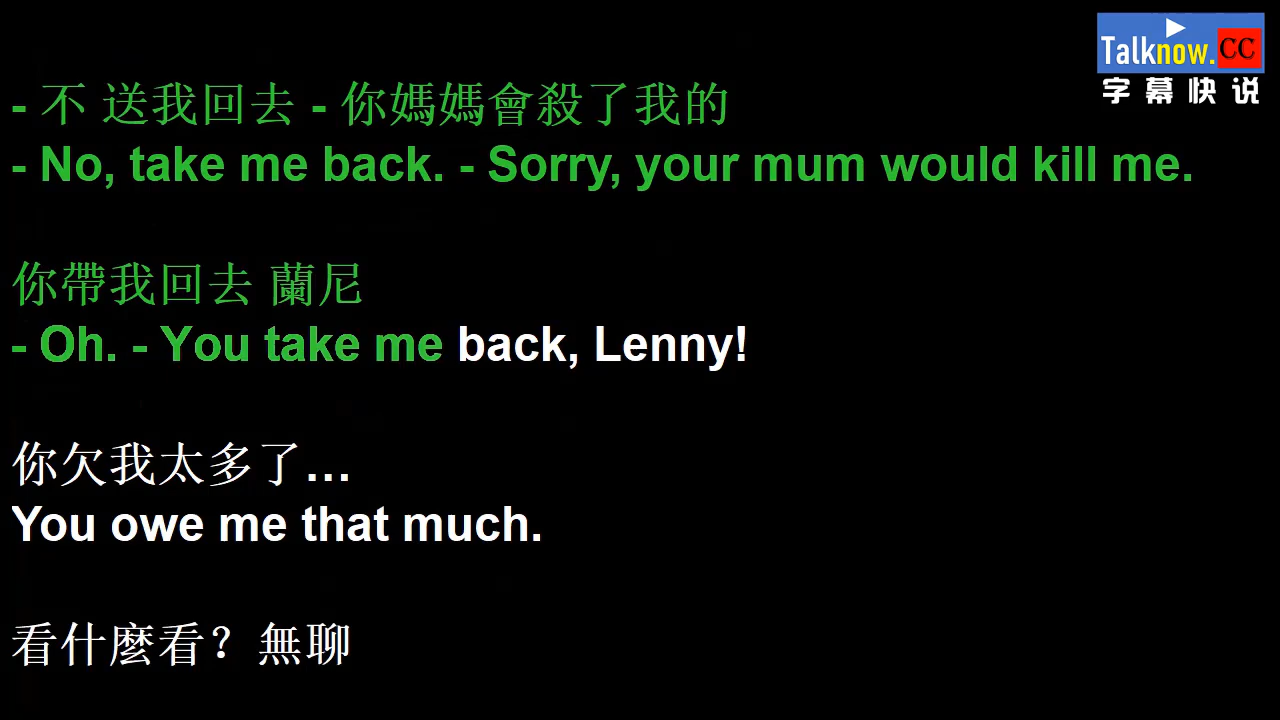 Talknow.CC
字幕快说
- 不 送我回去 - 你媽媽會殺了我的
- No, take me back. - Sorry, your mum would kill me.
你帶我回去 蘭尼
- Oh. - You take me back, Lenny!
你欠我太多了…
You owe me that much.
看什麼看？無聊